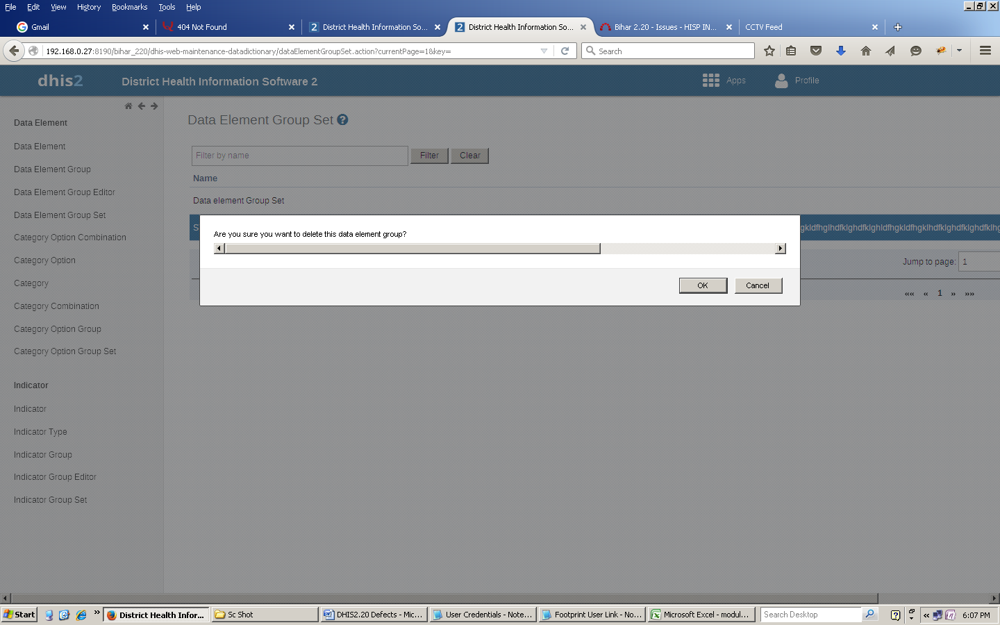 File Edit View History Bookmarks Tools Help
Gmail
404 Not Found
District Health Information So...
District Health Information So...
Bihar 2.20 - Issues - HISP IN...
CCTV Feed
192.168.0.27:8190/bihar_220/dhis-web-maintenance-datadictionary/dataElementGroupSet.action?currentPage=1&key=
Search
dhis2
District Health Information Software 2
Apps
Profile
Data Element
Data Element
Data Element Group
Data Element Group Editor
Data Element Group Set
Category Option Combination
Category Option
Category
Category Combination
Category Option Group
Category Option Group Set
Indicator
Indicator
Indicator Type
Indicator Group
Indicator Group Editor
Indicator Group Set
Data Element Group Set ?
Filter by name
Filter
Clear
Name
Data element Group Set
Are you sure you want to delete this data element group?
OK
Cancel
Jump to page: 1
«« « 1 » »»
Start
District Health Infor...
Sc Shot
DHIS2.20 Defects - Mic...
User Credentials - Note...
Footprint User Link - No...
Microsoft Excel - modul...
Search Desktop
6:07 PM